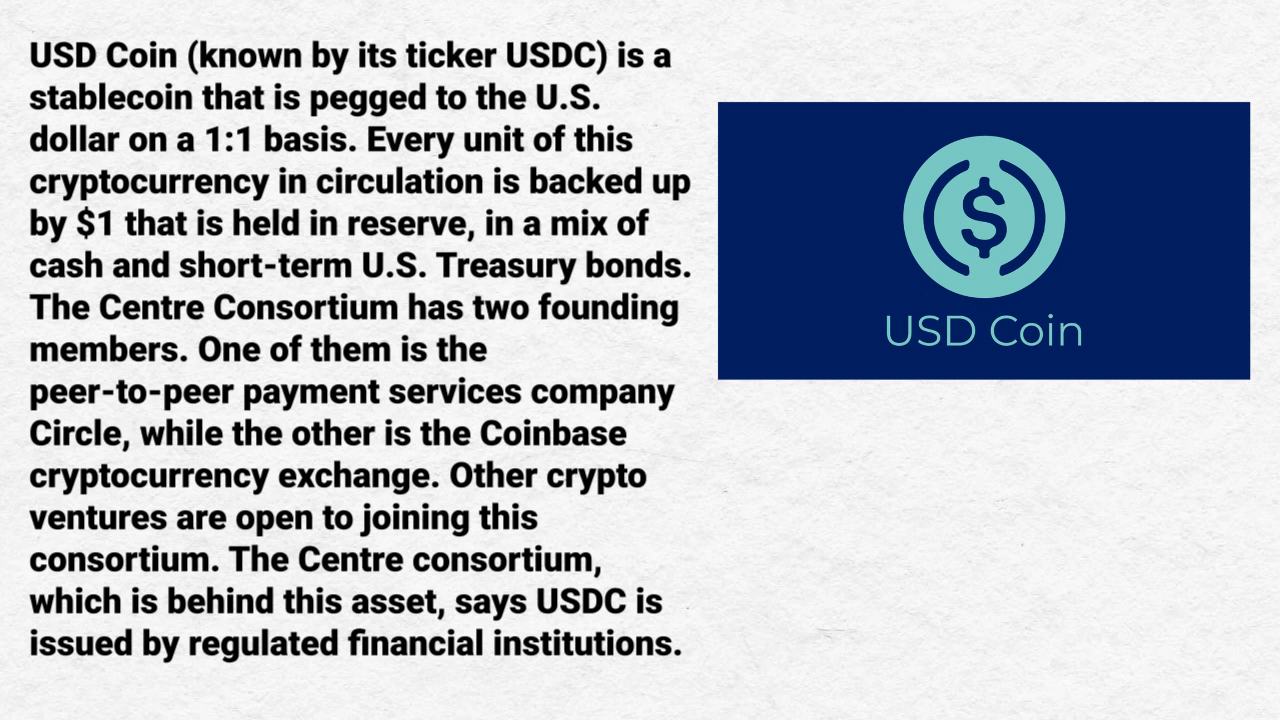 USD Coin (known by its ticker USDC) is a
stablecoin that is pegged to the U.S.
dollar on a 1:1 basis. Every unit of this
cryptocurrency in circulation is backed up
by $1 that is held in reserve, in a mix of
cash and short-term U.S. Treasury bonds.
The Centre Consortium has two founding
members. One of them is the
peer-to-peer payment services company
Circle, while the other is the Coinbase
cryptocurrency exchange. Other crypto
ventures are open to joining this
consortium. The Centre consortium,
which is behind this asset, says USDC is
issued by regulated financial institutions.
$
USD Coin